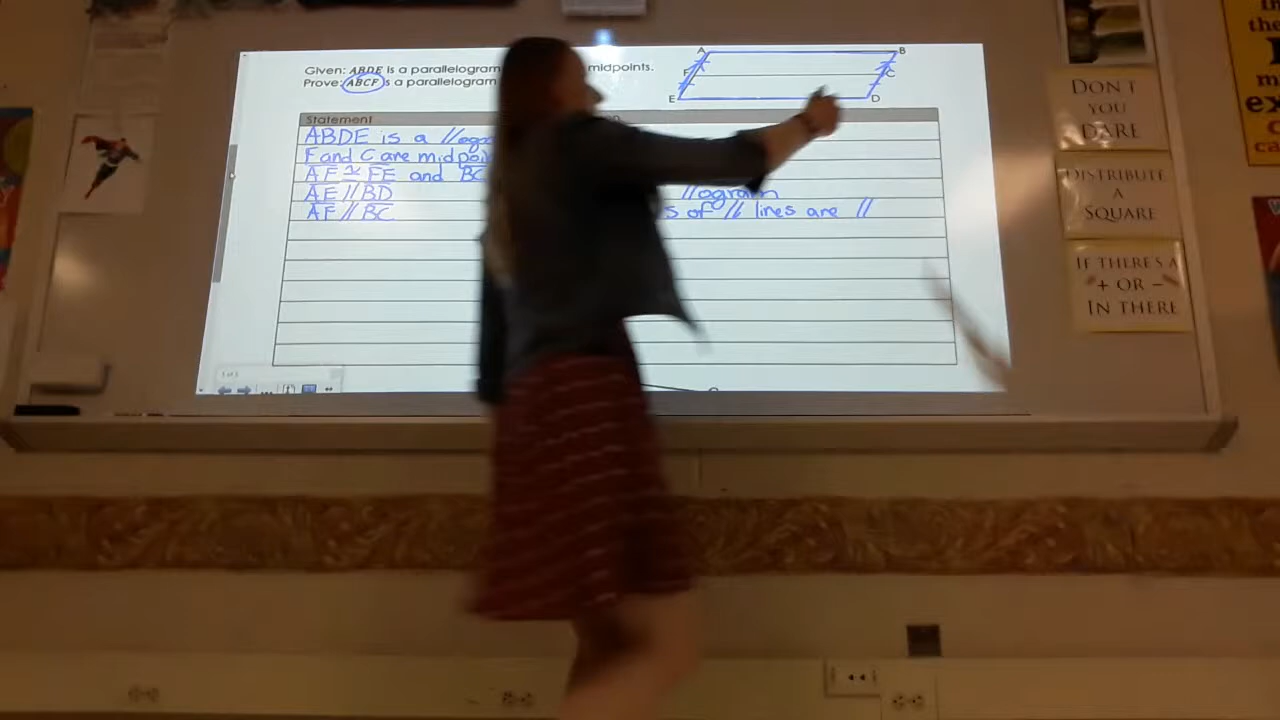 Given: ABDE is a parallelogram midpoints.
Prove: ABCF is a parallelogram
A B
F C
E D
Statement
ABDE is a //ogr
F and C are midpoi
AF ≅ FE and BC
AE // BD //ogram
AF // BC s of // lines are //
DON'T
YOU
DARE
DISTRIBUTE
A
SQUARE
IF THERE'S A
+ OR -
IN THERE